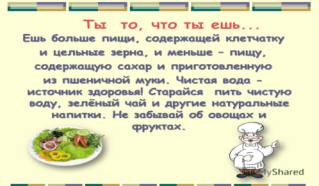 Ты то, что ты ешь...
Ешь больше пищи, содержащей клетчатку
и цельные зерна, и меньше - пищу,
содержащую сахар и приготовленную
из пшеничной муки. Чистая вода -
источник здоровья! Старайся пить чистую
воду, зелёный чай и другие натуральные
напитки. Не забывай об овощах и
фруктах.
MyShared